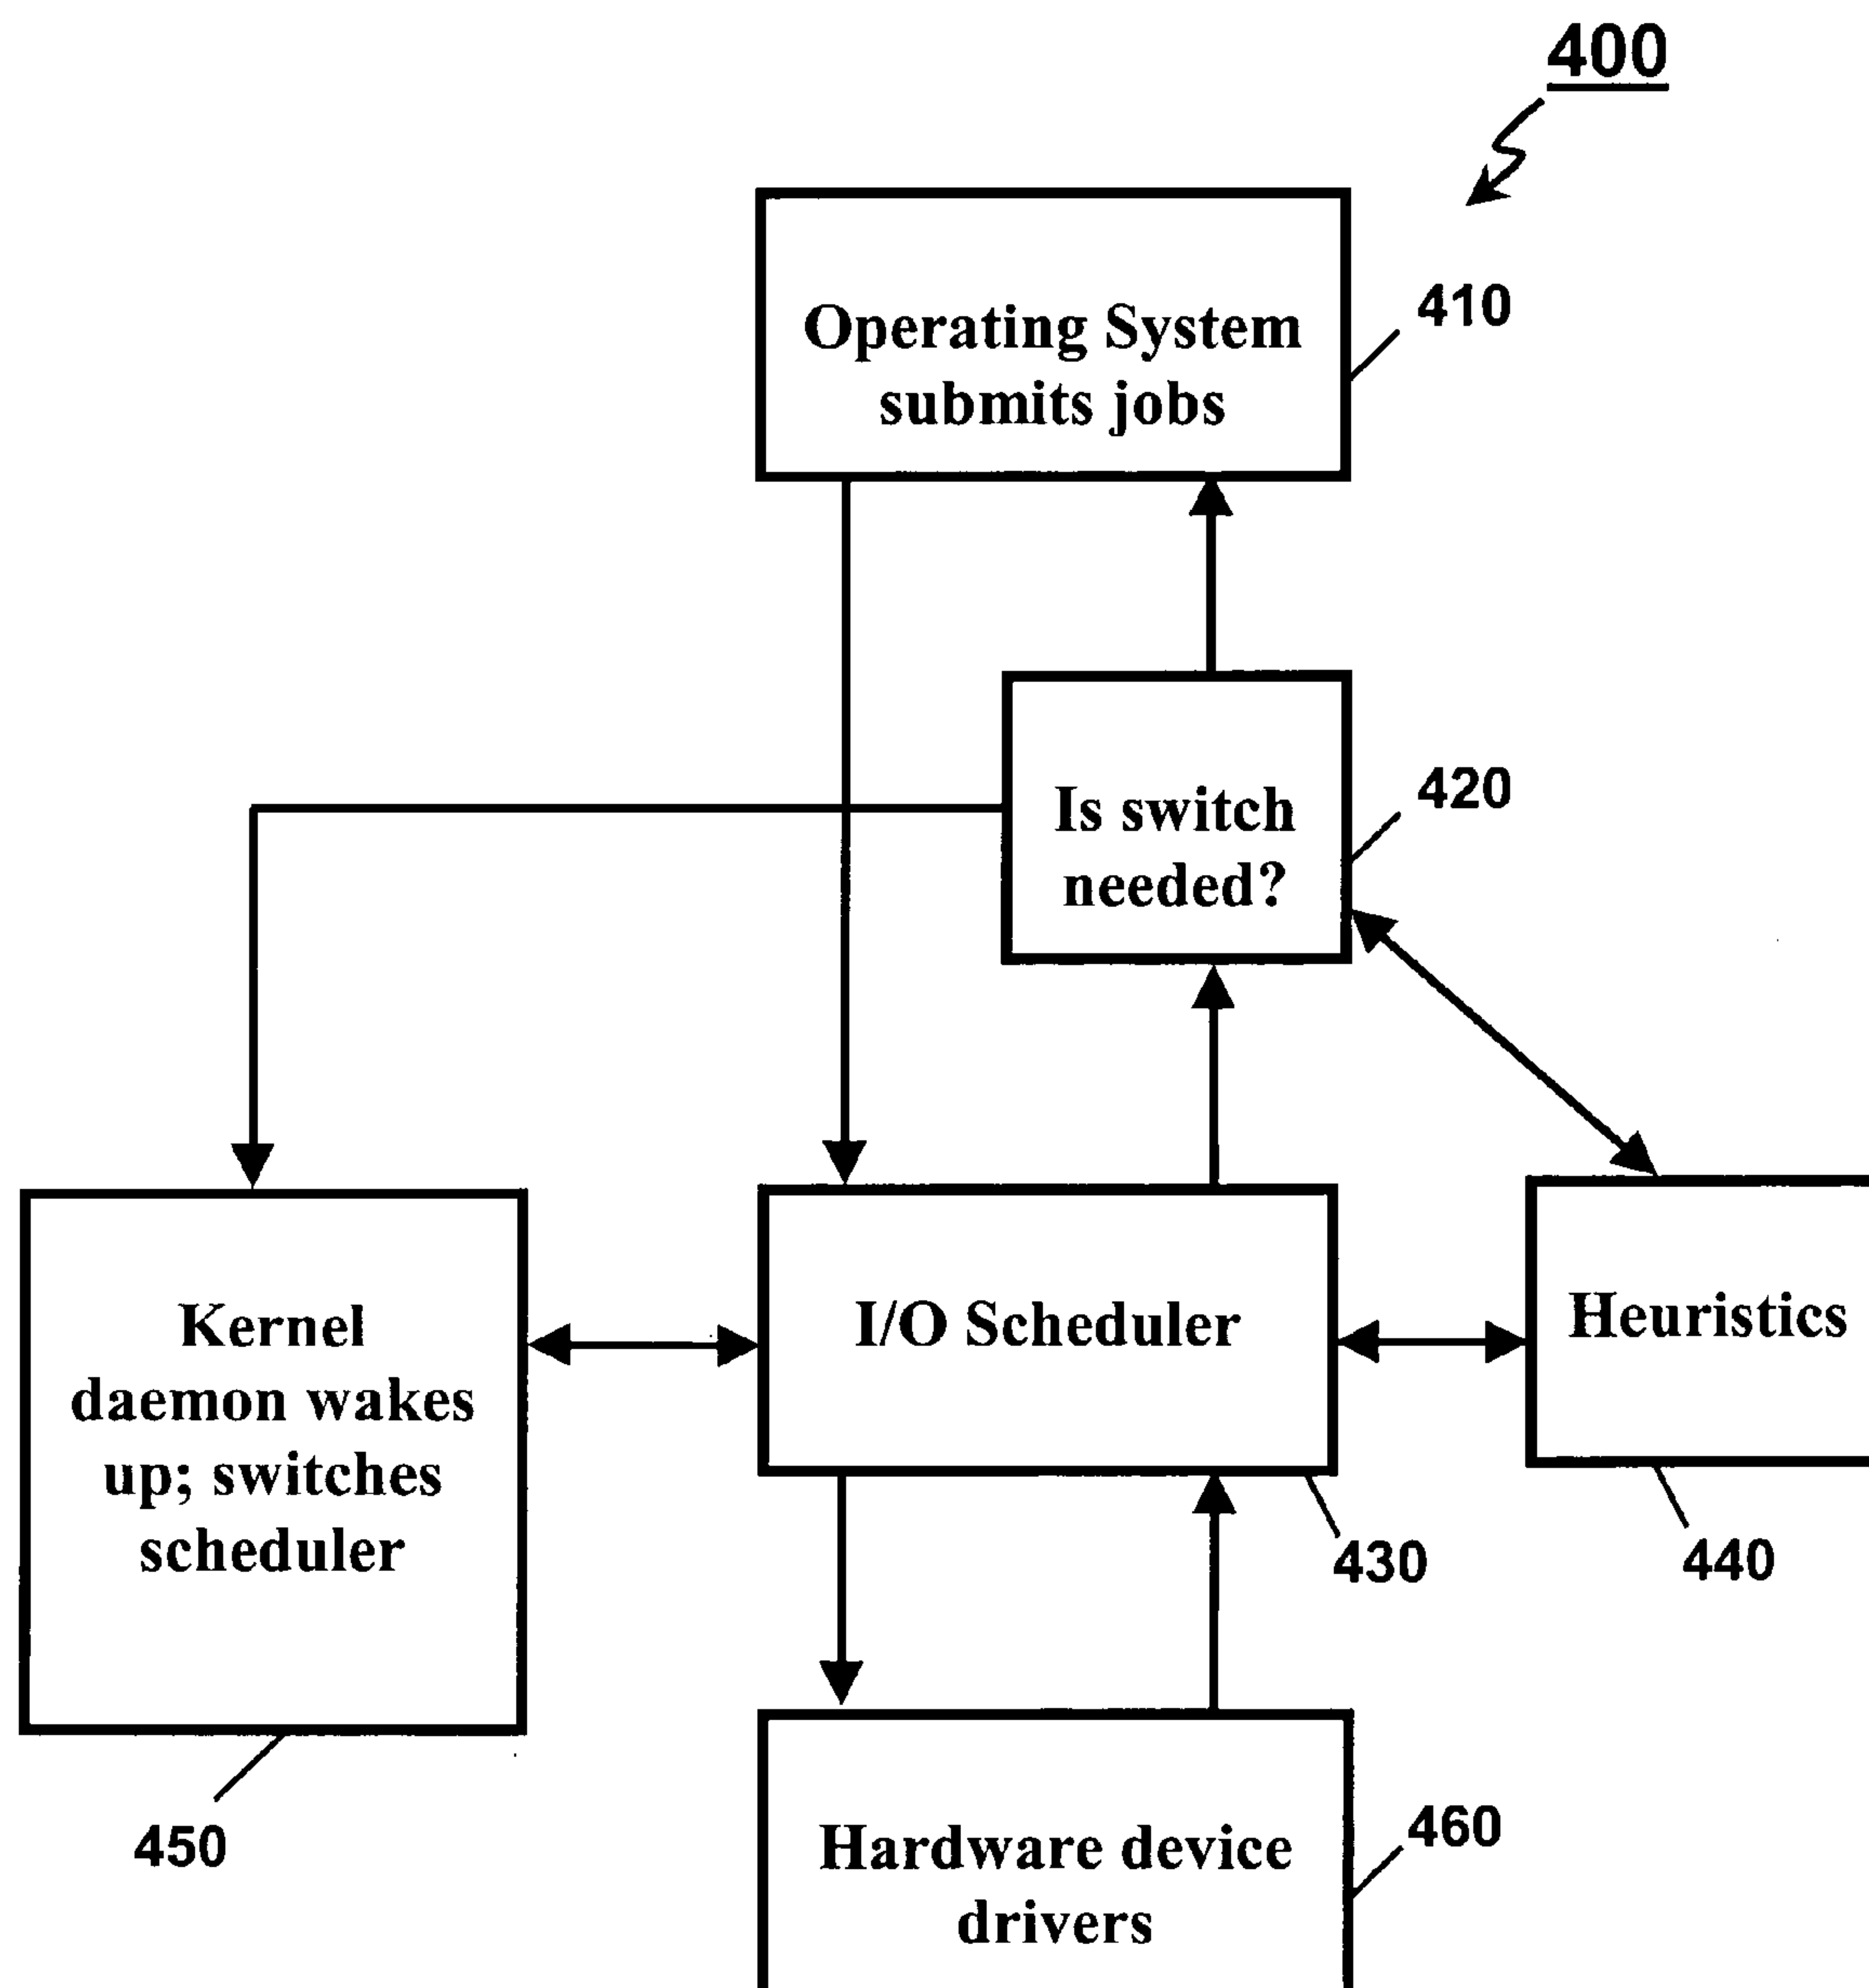 400
Operating System
submits jobs
410
Is switch
needed?
420
Kernel
daemon wakes
up; switches
scheduler
I/O Scheduler
Heuristics
430
440
450
Hardware device
drivers
460